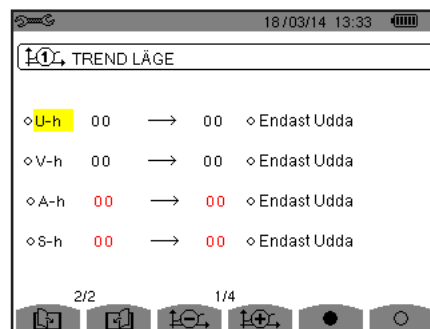 18/03/14 13:33
1 TREND LÄGE
U-h 00 → 00 Endast Udda
V-h 00 → 00 Endast Udda
A-h 00 → 00 Endast Udda
S-h 00 → 00 Endast Udda
2/2 1/4